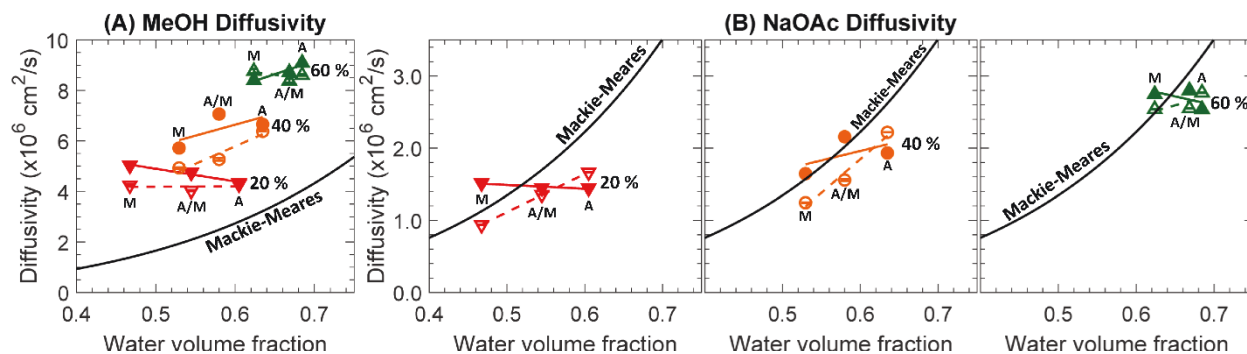 (A) MeOH Diffusivity
(B) NaOAc Diffusivity
Diffusivity (x10⁶ cm²/s)
10
8
6
4
2
0
M
A/M
A
60 %
M
A/M
A
40 %
20 %
M
A/M
A
Mackie-Meares
0.4 0.5 0.6 0.7
Water volume fraction
Diffusivity (x10⁶ cm²/s)
3.0
2.0
1.0
0.0
Mackie-Meares
20 %
M
A/M
A
0.4 0.5 0.6 0.7
Water volume fraction
Mackie-Meares
40 %
A
A/M
M
0.5 0.6 0.7
Water volume fraction
M
A
60 %
A/M
Mackie-Meares
0.5 0.6 0.7
Water volume fraction